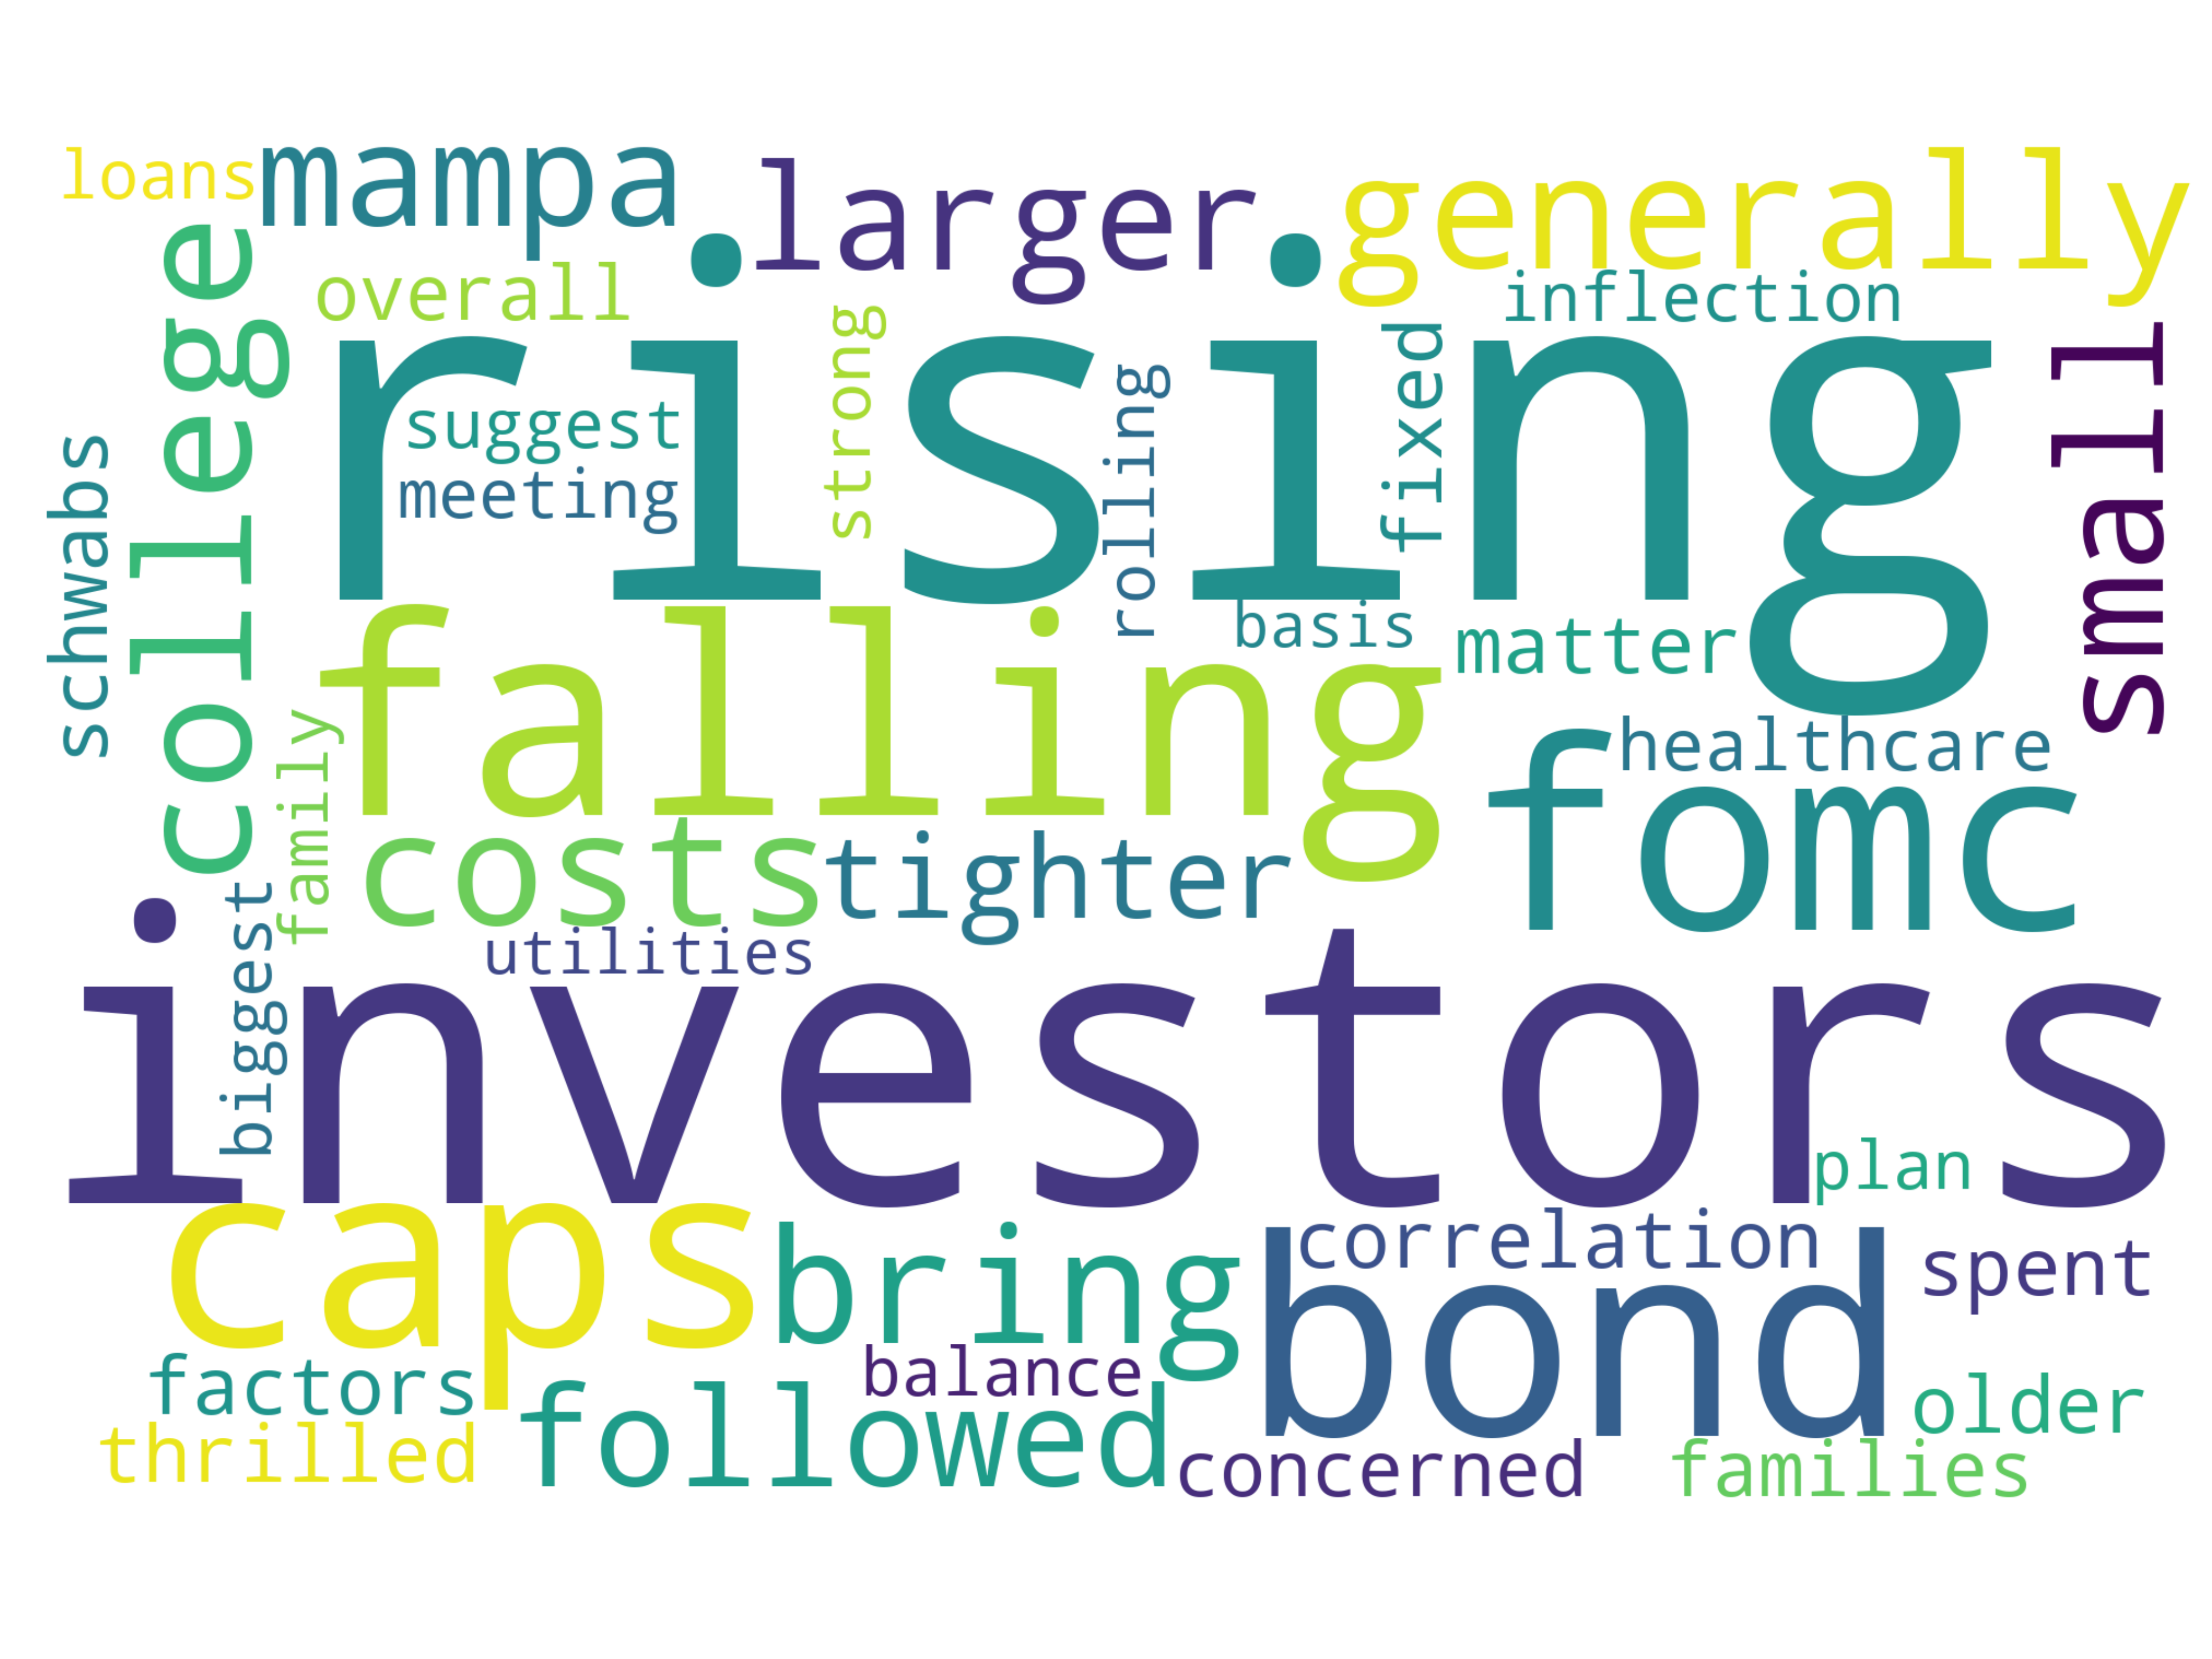 loans
mampa
larger
generally
overall
inflection
college
rising
small
strong
fixed
rolling
suggest
meeting
schwabs
falling
basis
matter
family
healthcare
fomc
costs
tighter
biggest
utilities
investors
plan
caps
bring
correlation
bond
spent
factors
balance
older
thrilled
followed
concerned
families